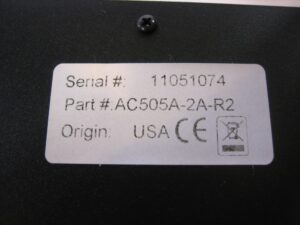 Serial #: 11051074
Part #: AC505A-2A-R2
Origin: USA CE